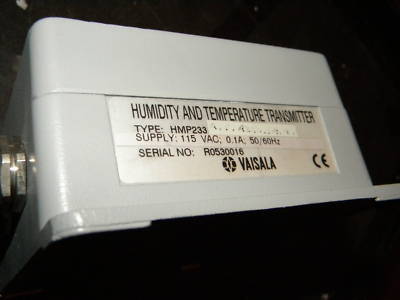 HUMIDITY AND TEMPERATURE TRANSMITTER
TYPE: HMP233
SUPPLY: 115 VAC; 0.1A; 50/60Hz
SERIAL NO: R0530016
VAISALA CE